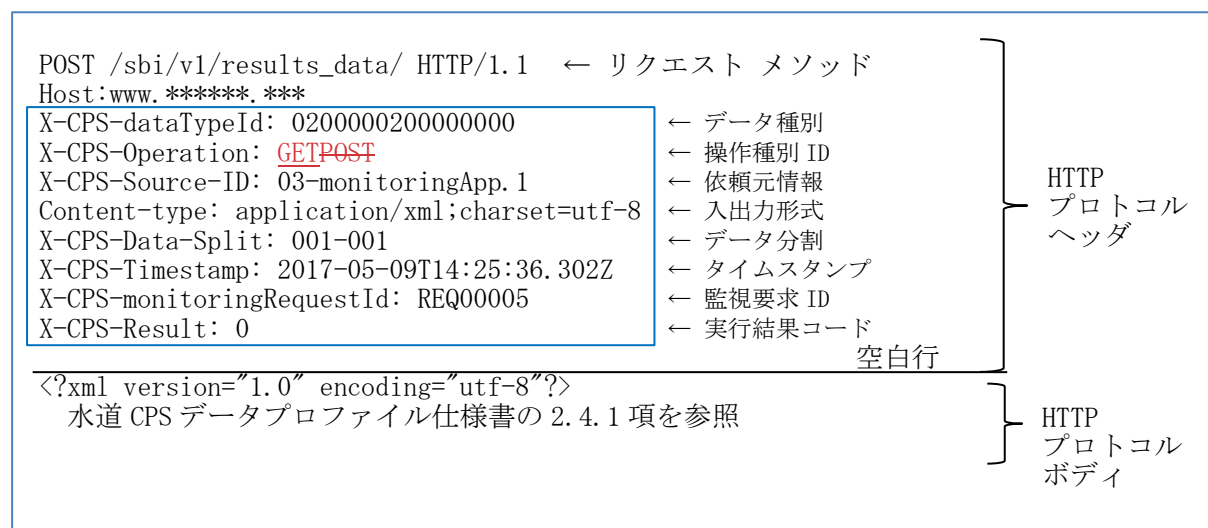 POST /sbi/v1/results_data/ HTTP/1.1 ← リクエスト メソッド
Host:www.******.***
X-CPS-dataTypeId: 0200000200000000 ← データ種別
X-CPS-Operation: GETPOST ← 操作種別 ID
X-CPS-Source-ID: 03-monitoringApp.1 ← 依頼元情報
Content-type: application/xml;charset=utf-8 ← 入出力形式
X-CPS-Data-Split: 001-001 ← データ分割
X-CPS-Timestamp: 2017-05-09T14:25:36.302Z ← タイムスタンプ
X-CPS-monitoringRequestId: REQ00005 ← 監視要求 ID
X-CPS-Result: 0 ← 実行結果コード
空白行
HTTP
プロトコル
ヘッダ
<?xml version="1.0" encoding="utf-8"?>
水道 CPS データプロファイル仕様書の 2.4.1 項を参照
HTTP
プロトコル
ボディ